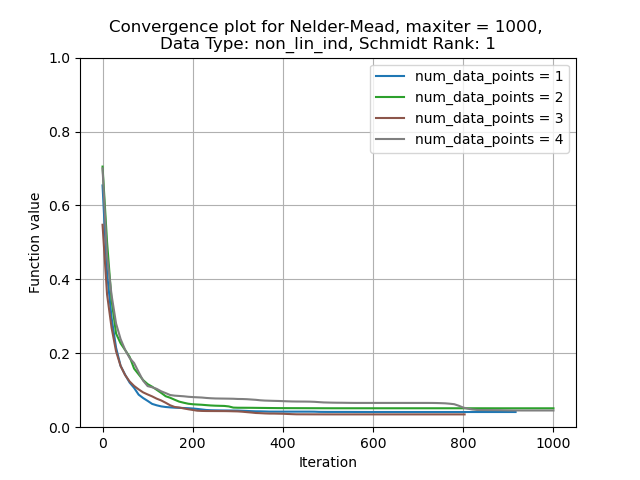 Convergence plot for Nelder-Mead, maxiter = 1000,
Data Type: non_lin_ind, Schmidt Rank: 1
num_data_points = 1
num_data_points = 2
num_data_points = 3
num_data_points = 4
Function value
1.0
0.8
0.6
0.4
0.2
0.0
0 200 400 600 800 1000
Iteration